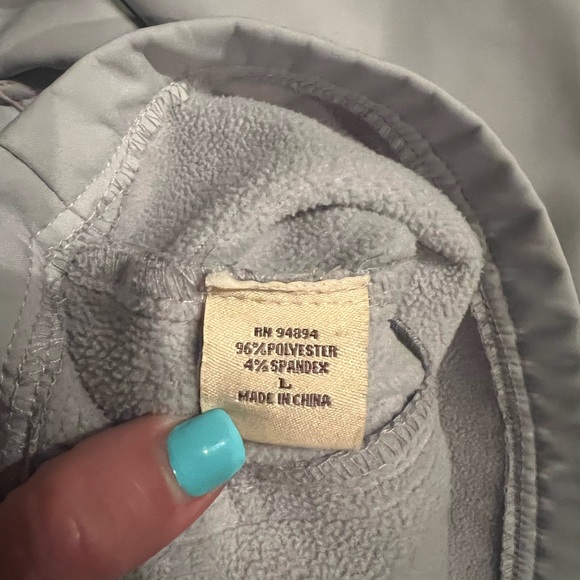 RN 94894
96% POLYESTER
4% SPANDEX
L
MADE IN CHINA